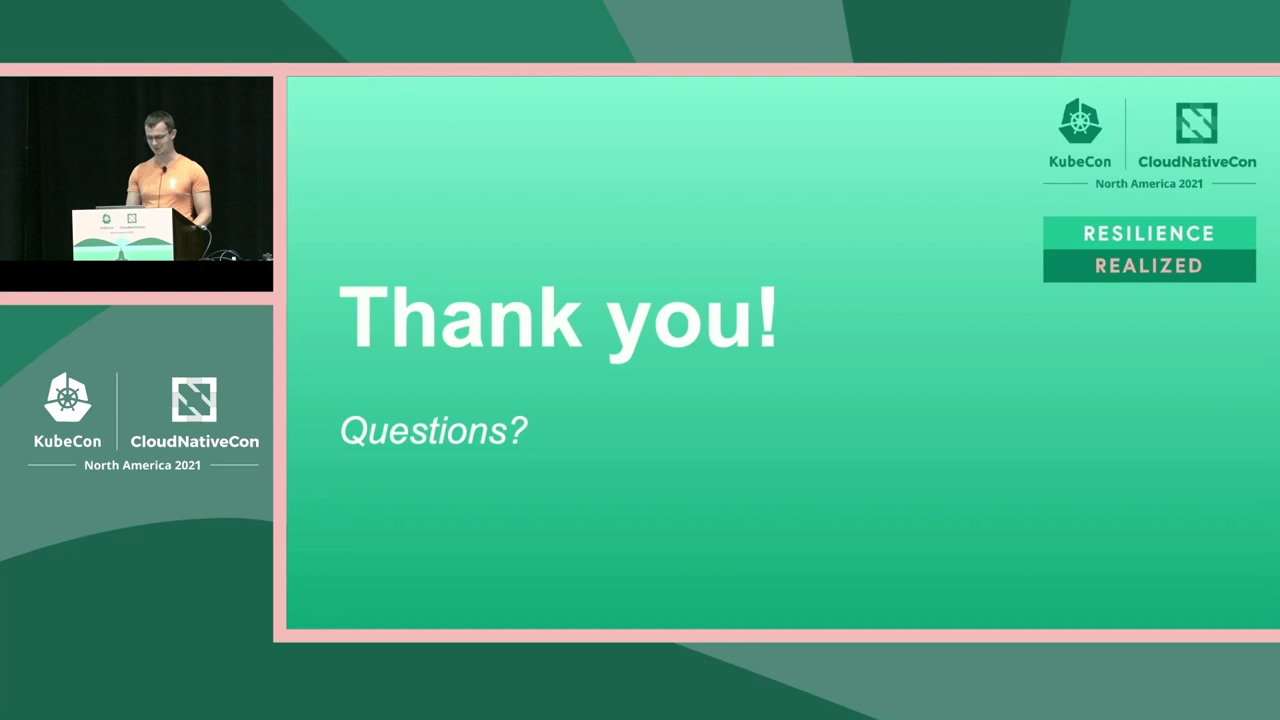 KubeCon
CloudNativeCon
North America 2021
RESILIENCE
REALIZED
Thank you!
Questions?
KubeCon
CloudNativeCon
North America 2021